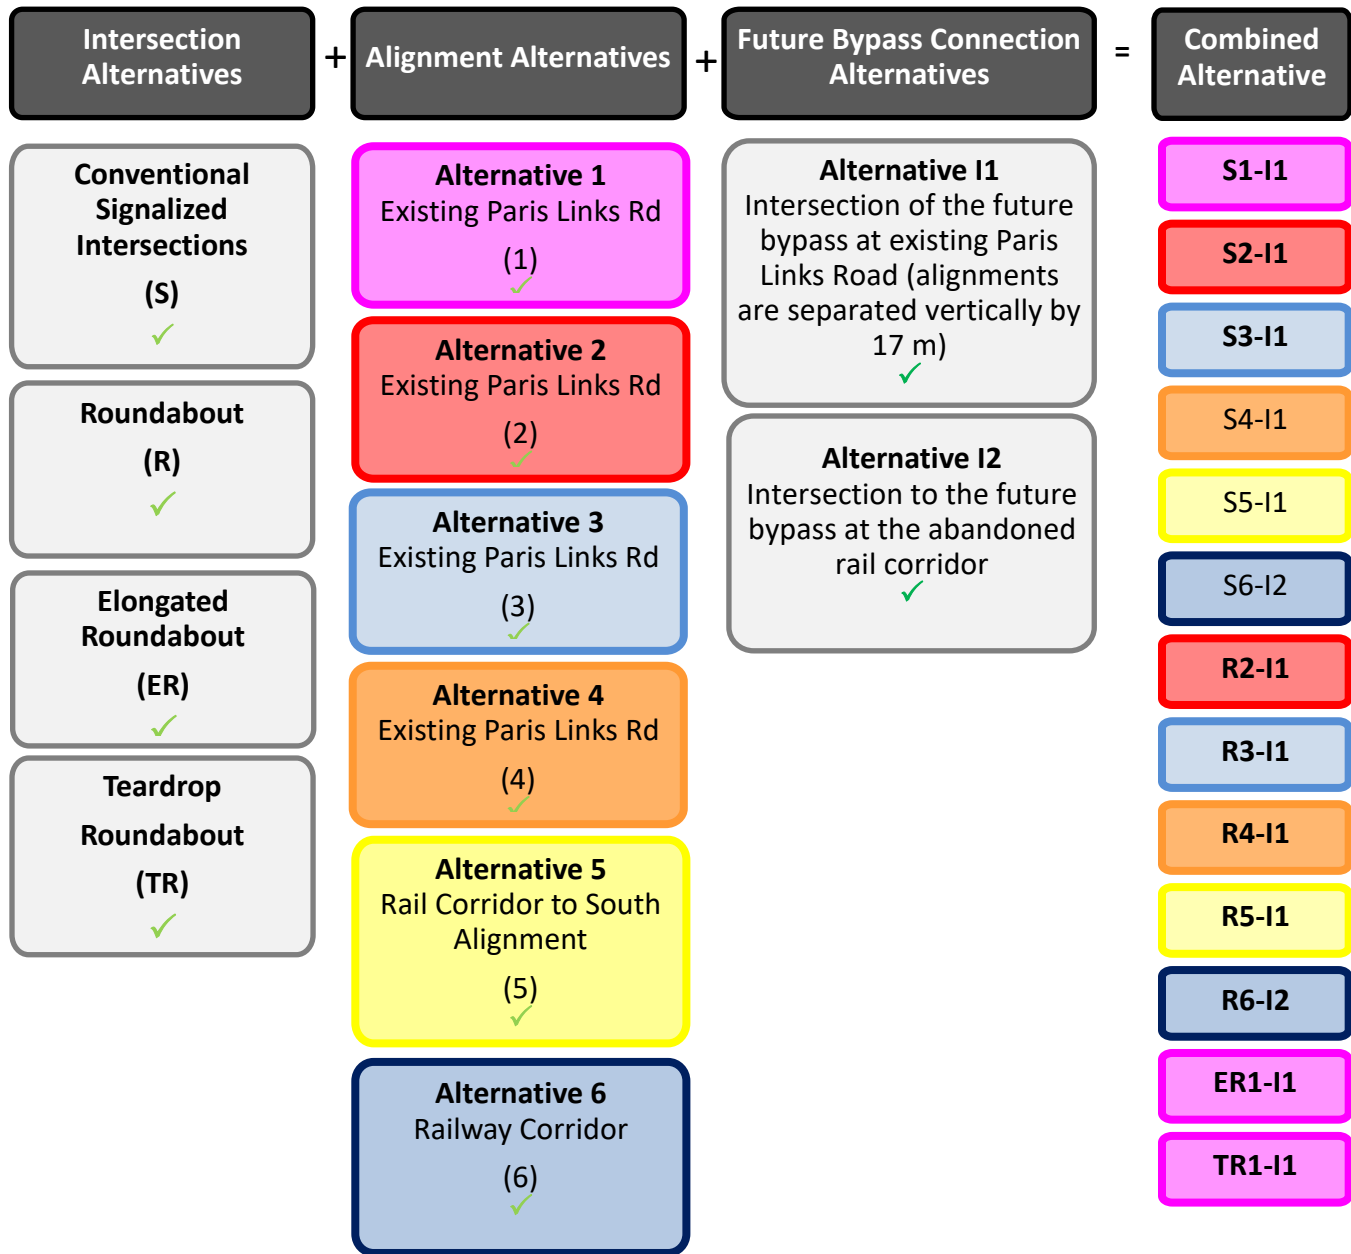 Intersection
Alternatives
+
Alignment Alternatives
+
Future Bypass Connection
Alternatives
=
Combined
Alternative
Conventional
Signalized
Intersections
(S)
✓
Roundabout
(R)
✓
Elongated
Roundabout
(ER)
✓
Teardrop
Roundabout
(TR)
✓
Alternative 1
Existing Paris Links Rd
(1)
✓
Alternative 2
Existing Paris Links Rd
(2)
✓
Alternative 3
Existing Paris Links Rd
(3)
✓
Alternative 4
Existing Paris Links Rd
(4)
✓
Alternative 5
Rail Corridor to South
Alignment
(5)
✓
Alternative 6
Railway Corridor
(6)
✓
Alternative I1
Intersection of the future
bypass at existing Paris
Links Road (alignments
are separated vertically by
17 m)
✓
Alternative I2
Intersection to the future
bypass at the abandoned
rail corridor
✓
S1-I1
S2-I1
S3-I1
S4-I1
S5-I1
S6-I2
R2-I1
R3-I1
R4-I1
R5-I1
R6-I2
ER1-I1
TR1-I1